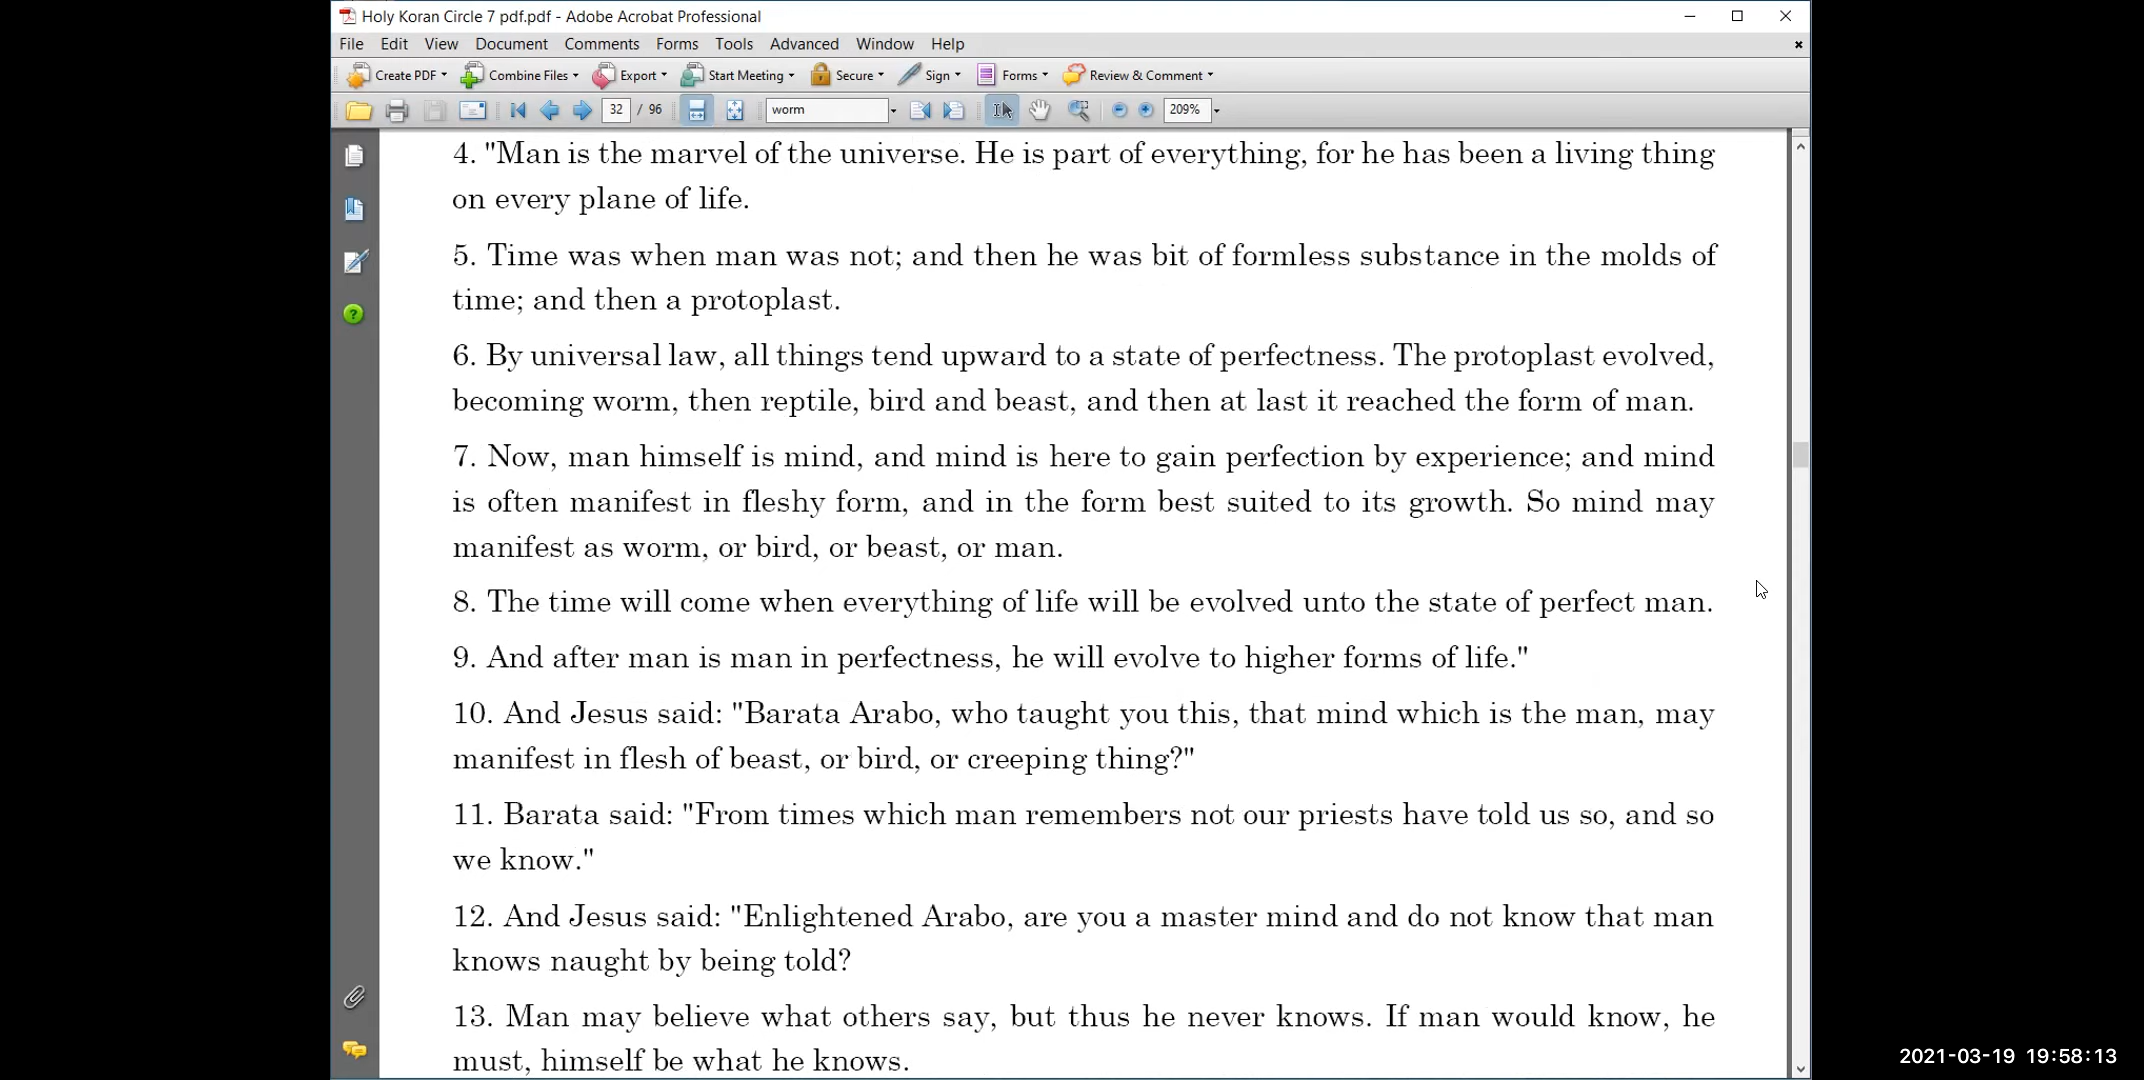 Holy Koran Circle 7 pdf.pdf - Adobe Acrobat Professional
File Edit View Document Comments Forms Tools Advanced Window Help
Create PDF Combine Files Export Start Meeting Secure Sign Forms Review & Comment
32 / 96 worm 209%
4. "Man is the marvel of the universe. He is part of everything, for he has been a living thing
on every plane of life.
5. Time was when man was not; and then he was bit of formless substance in the molds of
time; and then a protoplast.
6. By universal law, all things tend upward to a state of perfectness. The protoplast evolved,
becoming worm, then reptile, bird and beast, and then at last it reached the form of man.
7. Now, man himself is mind, and mind is here to gain perfection by experience; and mind
is often manifest in fleshy form, and in the form best suited to its growth. So mind may
manifest as worm, or bird, or beast, or man.
8. The time will come when everything of life will be evolved unto the state of perfect man.
9. And after man is man in perfectness, he will evolve to higher forms of life."
10. And Jesus said: "Barata Arabo, who taught you this, that mind which is the man, may
manifest in flesh of beast, or bird, or creeping thing?"
11. Barata said: "From times which man remembers not our priests have told us so, and so
we know."
12. And Jesus said: "Enlightened Arabo, are you a master mind and do not know that man
knows naught by being told?
13. Man may believe what others say, but thus he never knows. If man would know, he
must, himself be what he knows.
2021-03-19 19:58:13